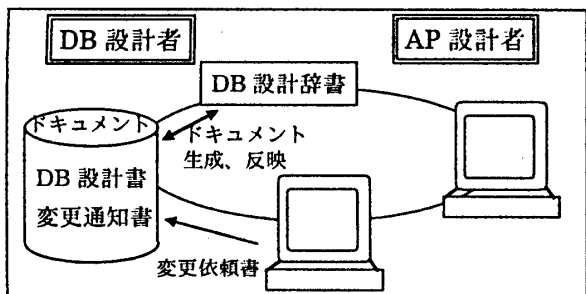 DB 設計者
AP 設計者
DB 設計辞書
ドキュメント
ドキュメント
生成、反映
DB 設計書
変更通知書
変更依頼書